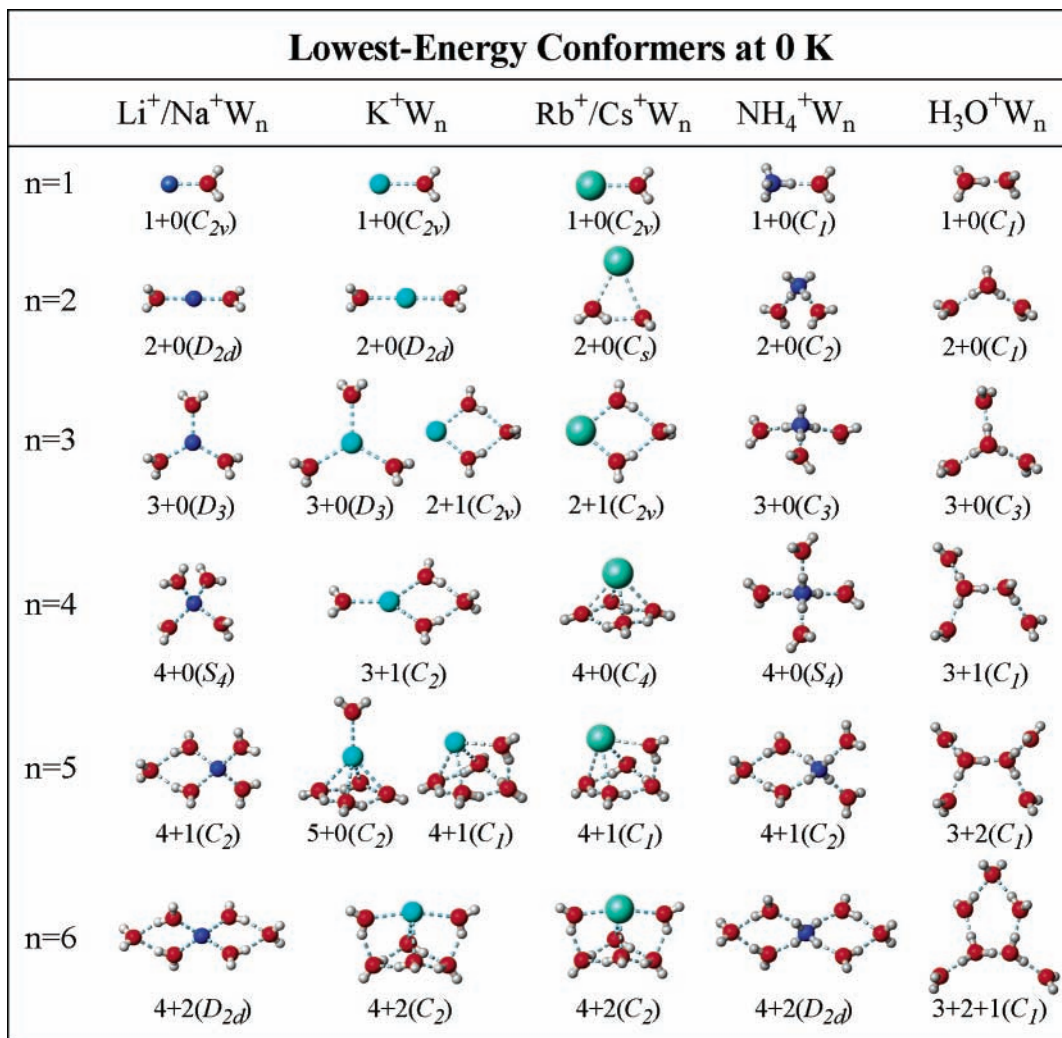 Lowest-Energy Conformers at 0 K
Li⁺/Na⁺Wₙ K⁺Wₙ Rb⁺/Cs⁺Wₙ NH₄⁺Wₙ H₃O⁺Wₙ
n=1
1+0(C₂ᵥ) 1+0(C₂ᵥ) 1+0(C₂ᵥ) 1+0(C₁) 1+0(C₁)
n=2
2+0(D₂d) 2+0(D₂d) 2+0(Cₛ) 2+0(C₂) 2+0(C₁)
n=3
3+0(D₃) 3+0(D₃) 2+1(C₂ᵥ) 2+1(C₂ᵥ) 3+0(C₃) 3+0(C₃)
n=4
4+0(S₄) 3+1(C₂) 4+0(C₄) 4+0(S₄) 3+1(C₁)
n=5
4+1(C₂) 5+0(C₂) 4+1(C₁) 4+1(C₁) 4+1(C₂) 3+2(C₁)
n=6
4+2(D₂d) 4+2(C₂) 4+2(C₂) 4+2(D₂d) 3+2+1(C₁)